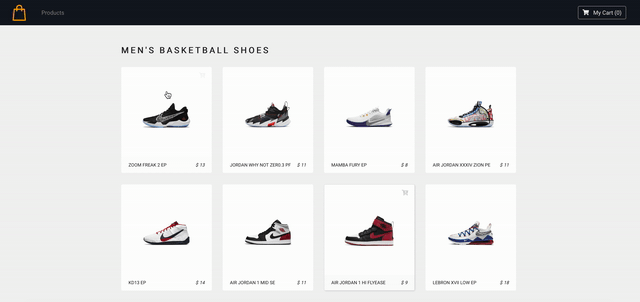 Products
My Cart (0)
MEN'S BASKETBALL SHOES
ZOOM FREAK 2 EP $ 13
JORDAN WHY NOT ZER0.3 PF $ 11
MAMBA FURY EP $ 8
AIR JORDAN XXXIV ZION PE $ 11
KD13 EP $ 14
AIR JORDAN 1 MID SE $ 11
AIR JORDAN 1 HI FLYEASE $ 9
LEBRON XVII LOW EP $ 18